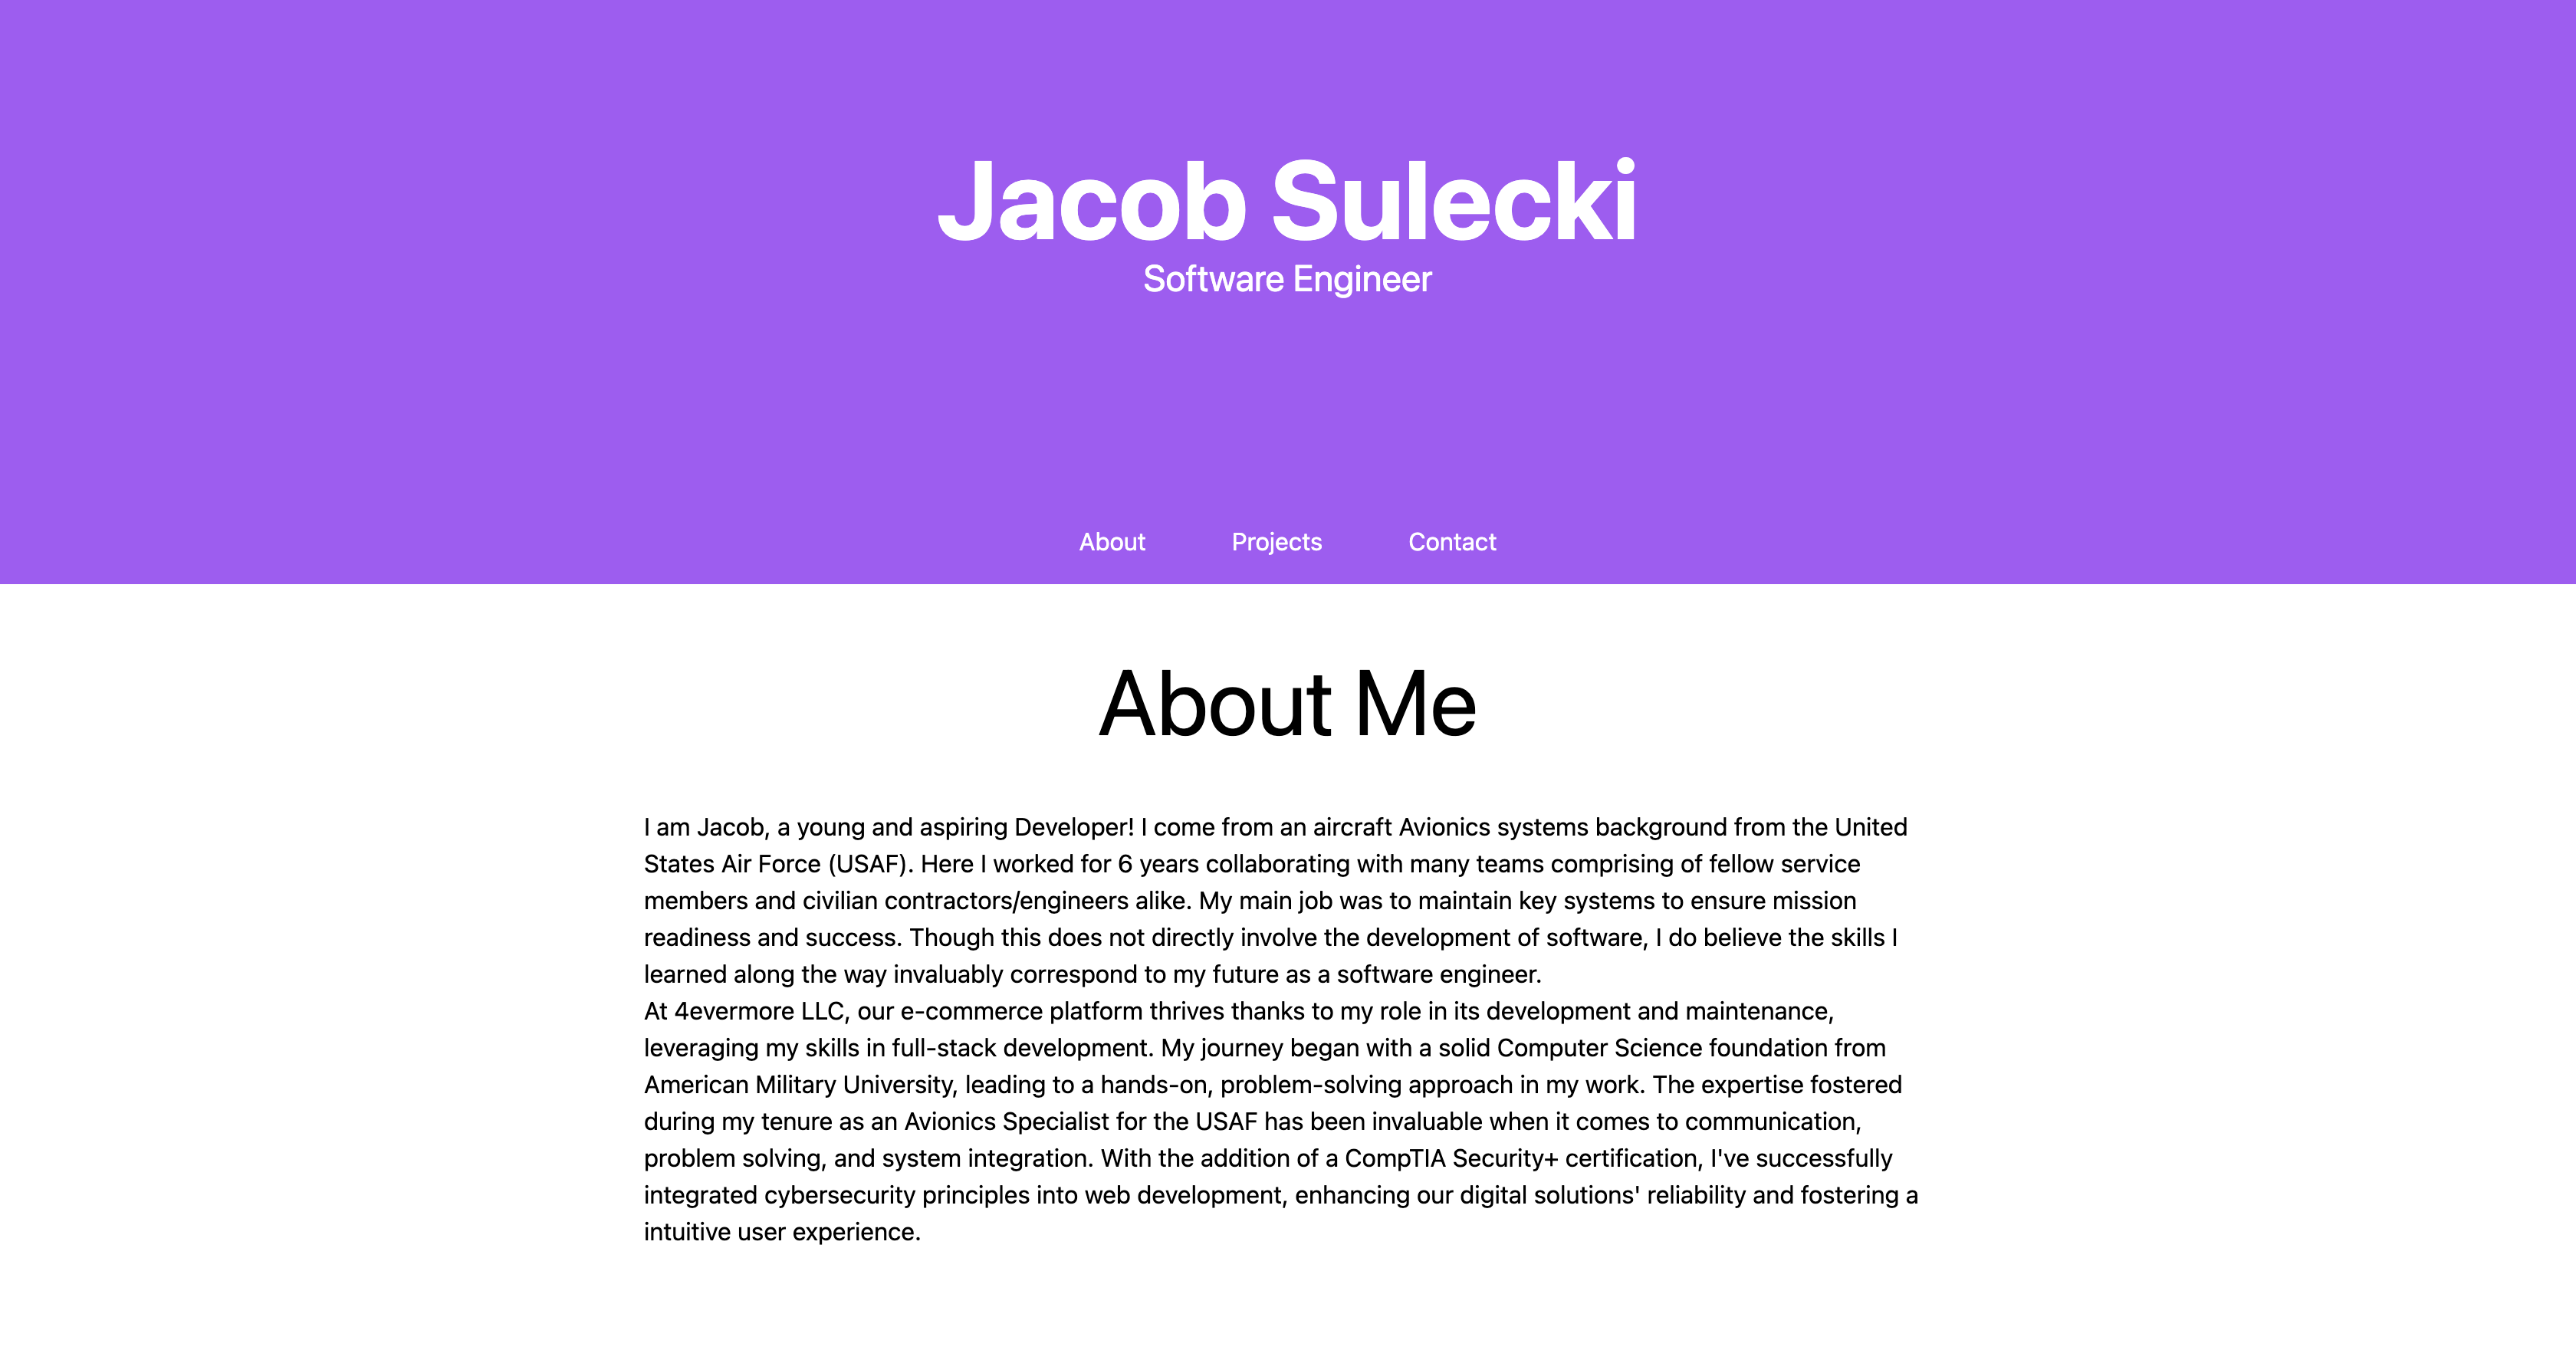 Jacob Sulecki
Software Engineer
About Projects Contact
About Me
I am Jacob, a young and aspiring Developer! I come from an aircraft Avionics systems background from the United
States Air Force (USAF). Here I worked for 6 years collaborating with many teams comprising of fellow service
members and civilian contractors/engineers alike. My main job was to maintain key systems to ensure mission
readiness and success. Though this does not directly involve the development of software, I do believe the skills I
learned along the way invaluably correspond to my future as a software engineer.
At 4evermore LLC, our e-commerce platform thrives thanks to my role in its development and maintenance,
leveraging my skills in full-stack development. My journey began with a solid Computer Science foundation from
American Military University, leading to a hands-on, problem-solving approach in my work. The expertise fostered
during my tenure as an Avionics Specialist for the USAF has been invaluable when it comes to communication,
problem solving, and system integration. With the addition of a CompTIA Security+ certification, I've successfully
integrated cybersecurity principles into web development, enhancing our digital solutions' reliability and fostering a
intuitive user experience.